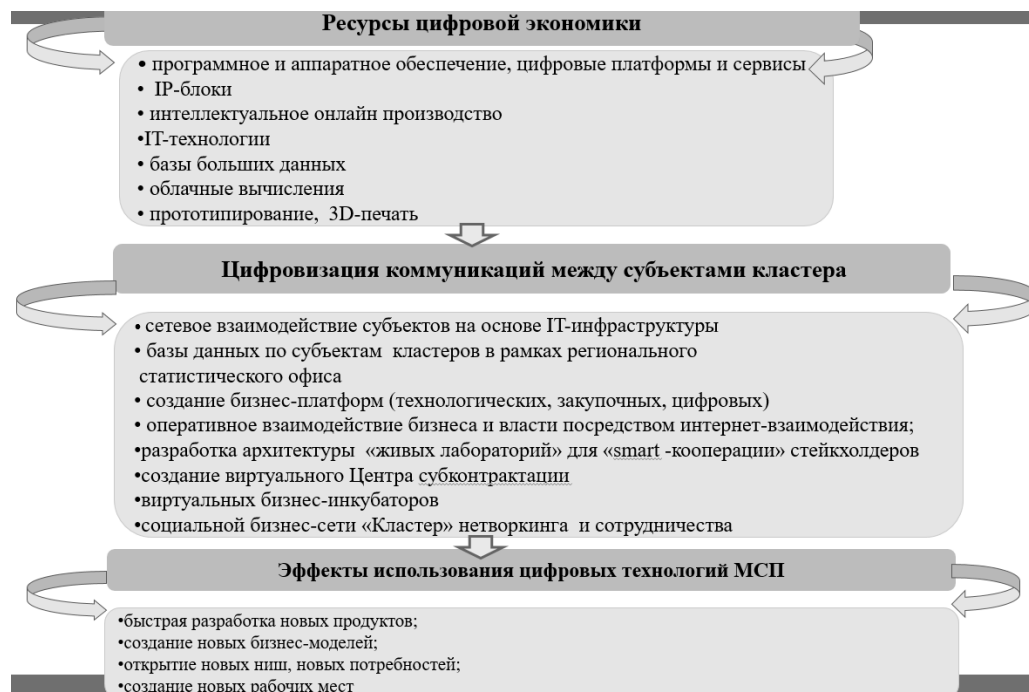 Ресурсы цифровой экономики
• программное и аппаратное обеспечение, цифровые платформы и сервисы
• IP-блоки
• интеллектуальное онлайн производство
•IT-технологии
• базы больших данных
• облачные вычисления
• прототипирование, 3D-печать
Цифровизация коммуникаций между субъектами кластера
• сетевое взаимодействие субъектов на основе IT-инфраструктуры
• базы данных по субъектам кластеров в рамках регионального
статистического офиса
• создание бизнес-платформ (технологических, закупочных, цифровых)
• оперативное взаимодействие бизнеса и власти посредством интернет-взаимодействия;
•разработка архитектуры «живых лабораторий» для «smart -кооперации» стейкхолдеров
•создание виртуального Центра субконтрактации
•виртуальных бизнес-инкубаторов
•социальной бизнес-сети «Кластер» нетворкинга и сотрудничества
Эффекты использования цифровых технологий МСП
•быстрая разработка новых продуктов;
•создание новых бизнес-моделей;
•открытие новых ниш, новых потребностей;
•создание новых рабочих мест